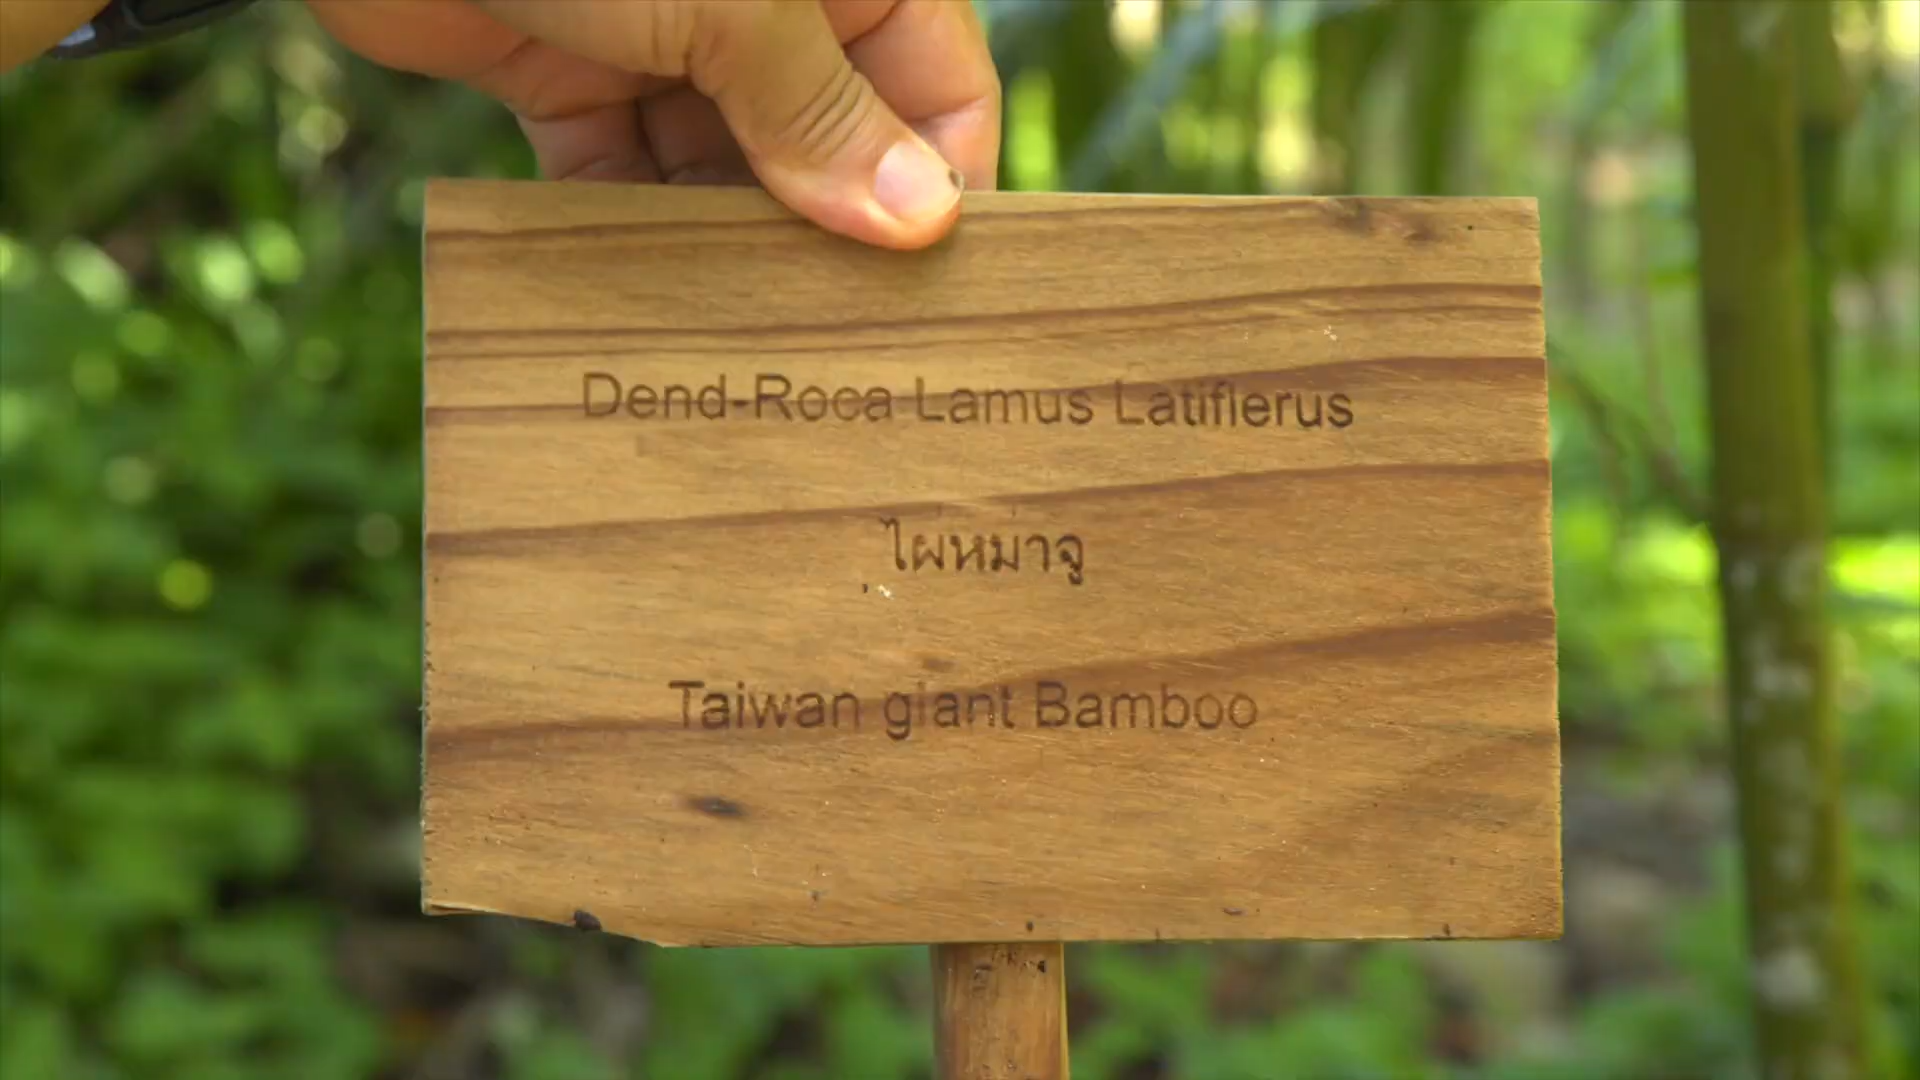 Dend-Roca Lamus Latiflerus
ไผหมาจู
Taiwan giant Bamboo